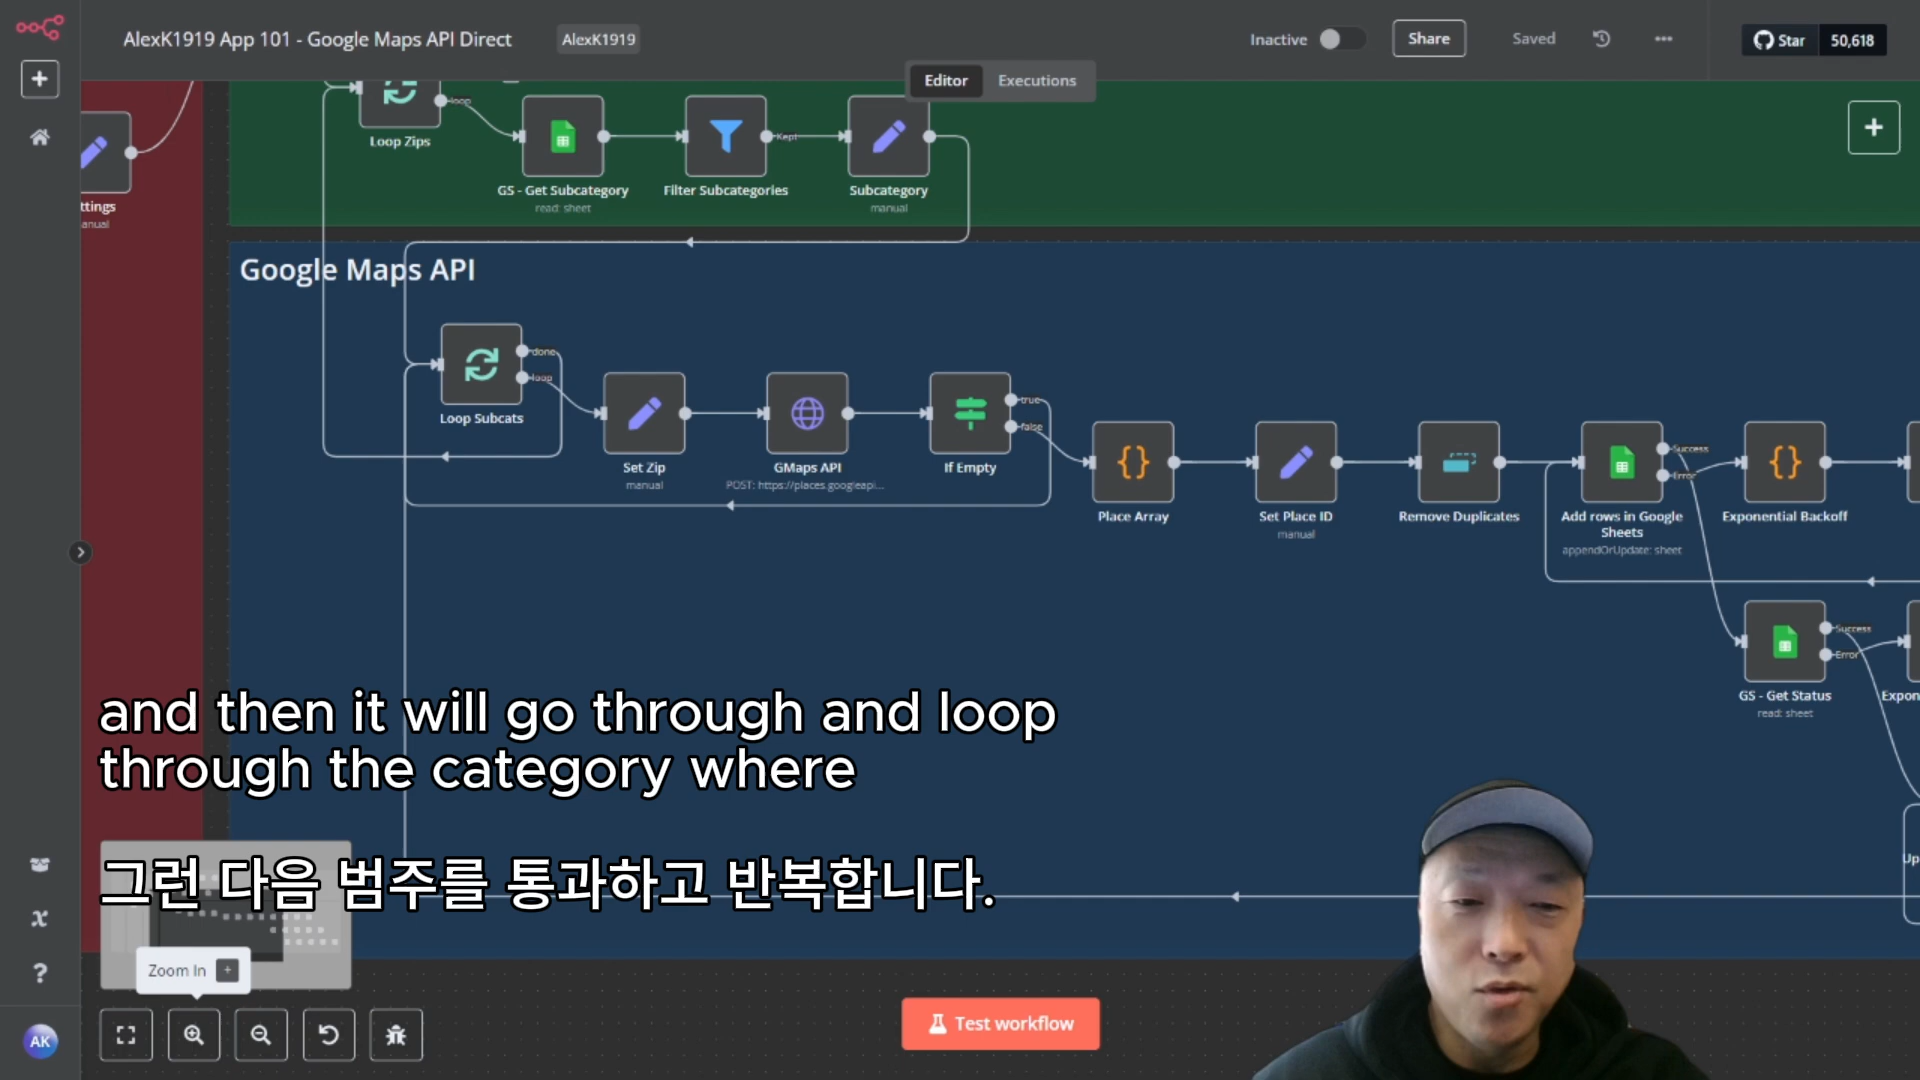 AlexK1919 App 101 - Google Maps API Direct
AlexK1919
Inactive
Share
Saved
Star
50,618
Editor
Executions
loop
Loop Zips
GS - Get Subcategory
read: sheet
Filter Subcategories
Kept
Subcategory
manual
ttings
anual
Google Maps API
done
loop
Loop Subcats
Set Zip
manual
GMaps API
POST: https://places.googleapi...
true
false
If Empty
Place Array
Set Place ID
manual
Remove Duplicates
Success
Error
Add rows in Google
Sheets
appendOrUpdate: sheet
Exponential Backoff
Success
Error
GS - Get Status
read: sheet
Expon
Up
and then it will go through and loop
through the category where
그런 다음 범주를 통과하고 반복합니다.
Zoom In
+
Test workflow
AK